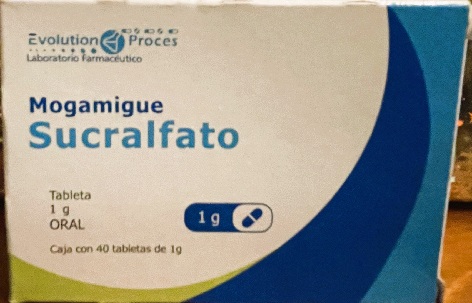 Evolution Proces
Laboratorio Farmacéutico
Mogamigue
Sucralfato
Tableta
1 g
ORAL
1 g
Caja con 40 tabletas de 1g